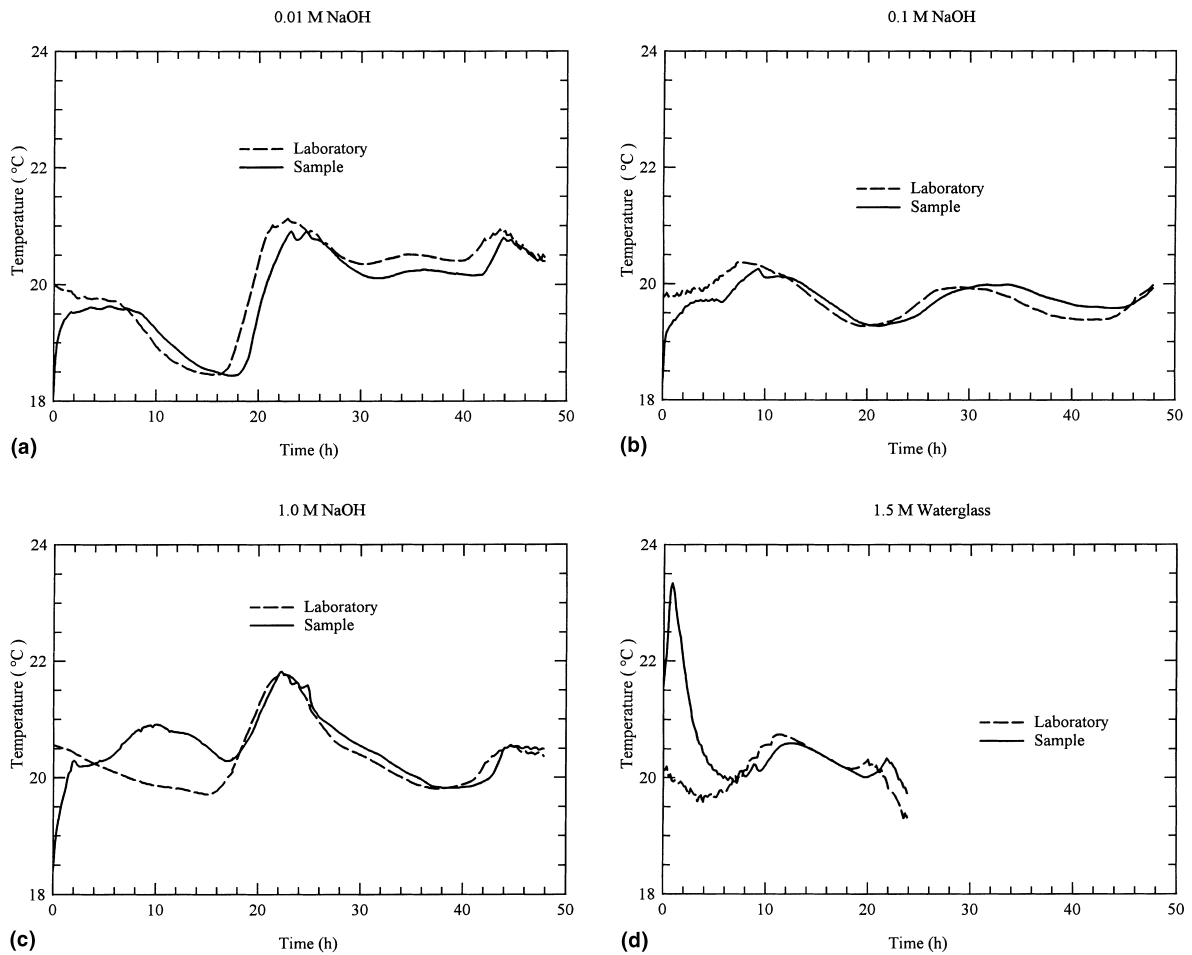 0.01 M NaOH
24
22
20
18
Temperature ( °C )
Laboratory
Sample
0 10 20 30 40 50
(a)
Time (h)
0.1 M NaOH
24
22
20
18
Temperature ( °C )
Laboratory
Sample
0 10 20 30 40 50
(b)
Time (h)
1.0 M NaOH
24
22
20
18
Temperature ( °C )
Laboratory
Sample
0 10 20 30 40 50
(c)
Time (h)
1.5 M Waterglass
24
22
20
18
Temperature ( °C )
Laboratory
Sample
0 10 20 30 40 50
(d)
Time (h)